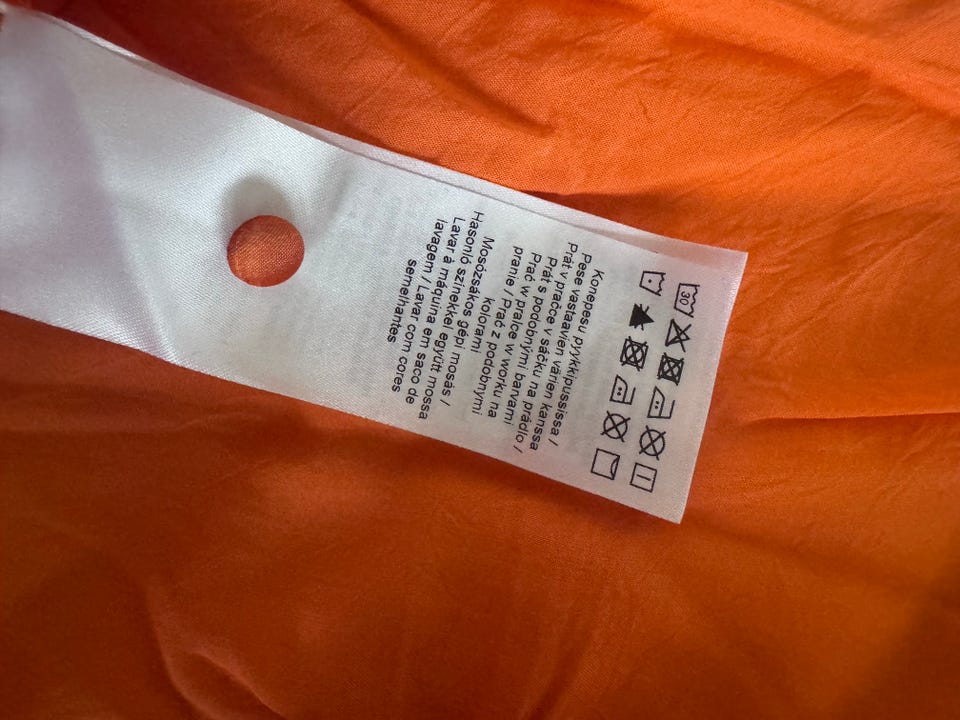 30
Konepesu pyykkipussissa /
Pese vastaavien värien kanssa
Prát v pračce v sáčku na prádlo /
Prát s podobnými barvami
Prać w pralce w worku na
pranie / Prać z podobnymi
kolorami
Mosózsákos gépi mosás /
Hasonló színekkel együtt mossa
Lavar à máquina em saco de
lavagem / Lavar com cores
semelhantes